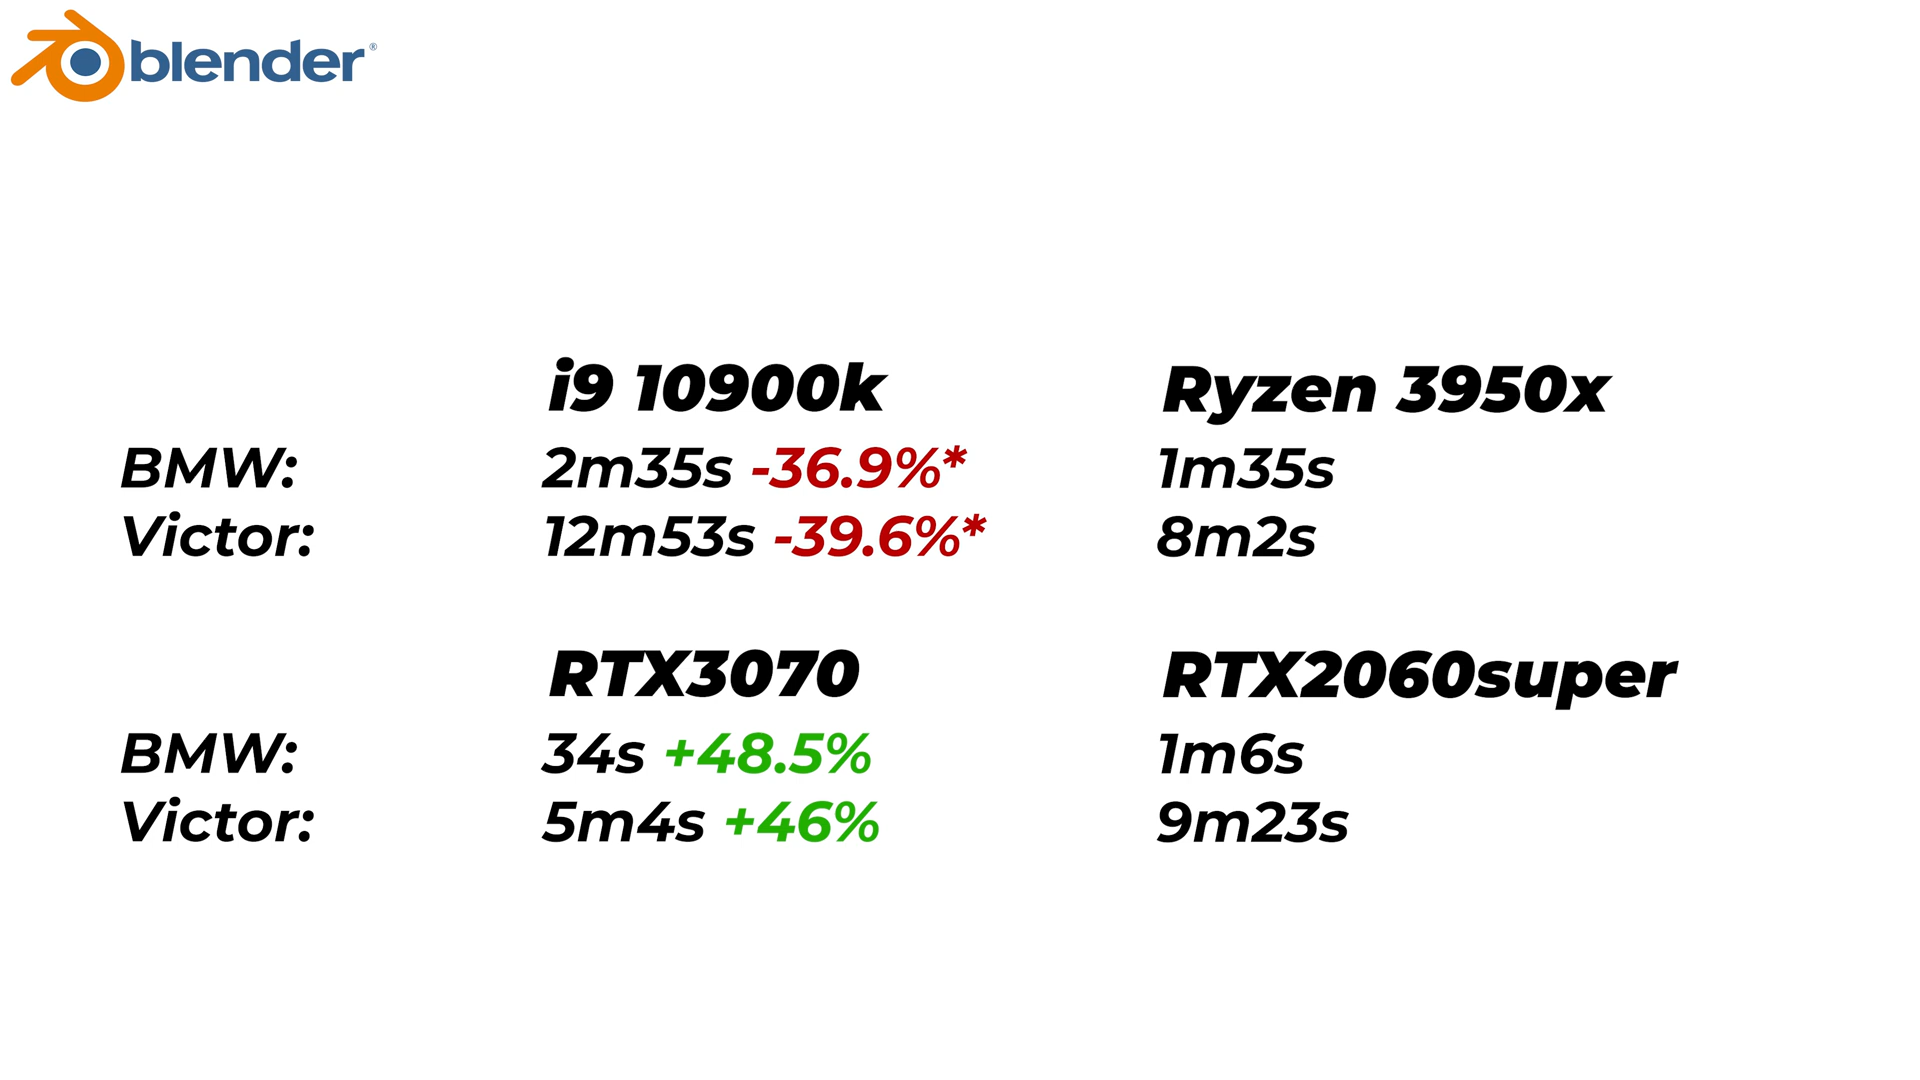 blender®
i9 10900k Ryzen 3950x
BMW: 2m35s -36.9%* 1m35s
Victor: 12m53s -39.6%* 8m2s
RTX3070 RTX2060super
BMW: 34s +48.5% 1m6s
Victor: 5m4s +46% 9m23s